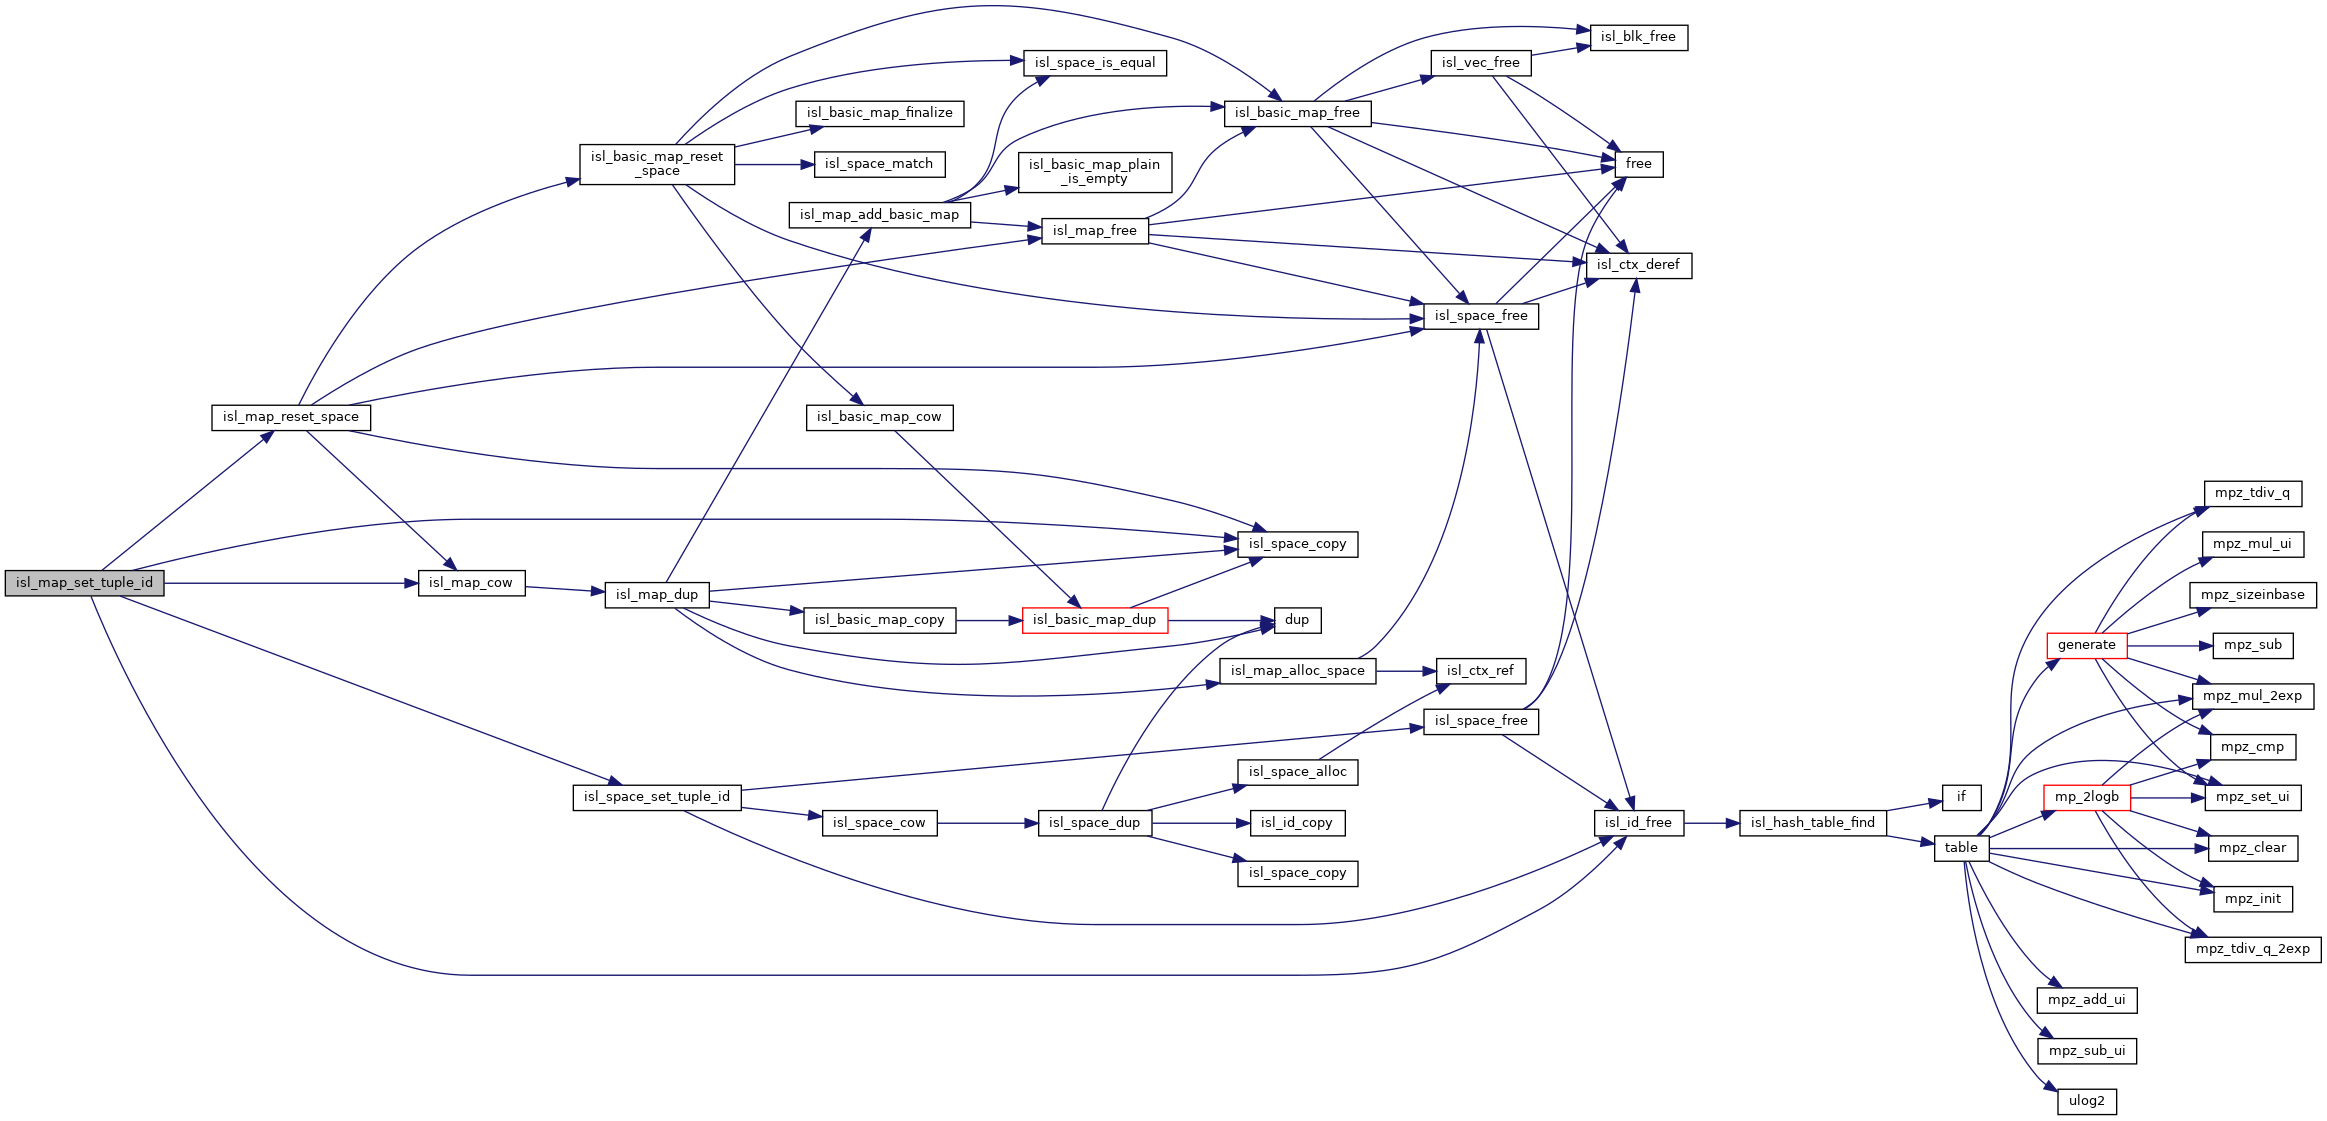 isl_map_set_tuple_id
isl_map_reset_space
isl_map_cow
isl_basic_map_reset
_space
isl_map_dup
isl_space_set_tuple_id
isl_basic_map_finalize
isl_space_match
isl_map_add_basic_map
isl_basic_map_cow
isl_basic_map_copy
isl_space_cow
isl_space_is_equal
isl_basic_map_plain
_is_empty
isl_map_free
isl_basic_map_dup
isl_space_dup
isl_basic_map_free
isl_space_copy
dup
isl_map_alloc_space
isl_space_alloc
isl_id_copy
isl_space_copy
isl_vec_free
isl_space_free
isl_ctx_ref
isl_space_free
isl_blk_free
free
isl_ctx_deref
isl_id_free
isl_hash_table_find
if
table
generate
mp_2logb
mpz_add_ui
mpz_sub_ui
ulog2
mpz_tdiv_q
mpz_mul_ui
mpz_sizeinbase
mpz_sub
mpz_mul_2exp
mpz_cmp
mpz_set_ui
mpz_clear
mpz_init
mpz_tdiv_q_2exp